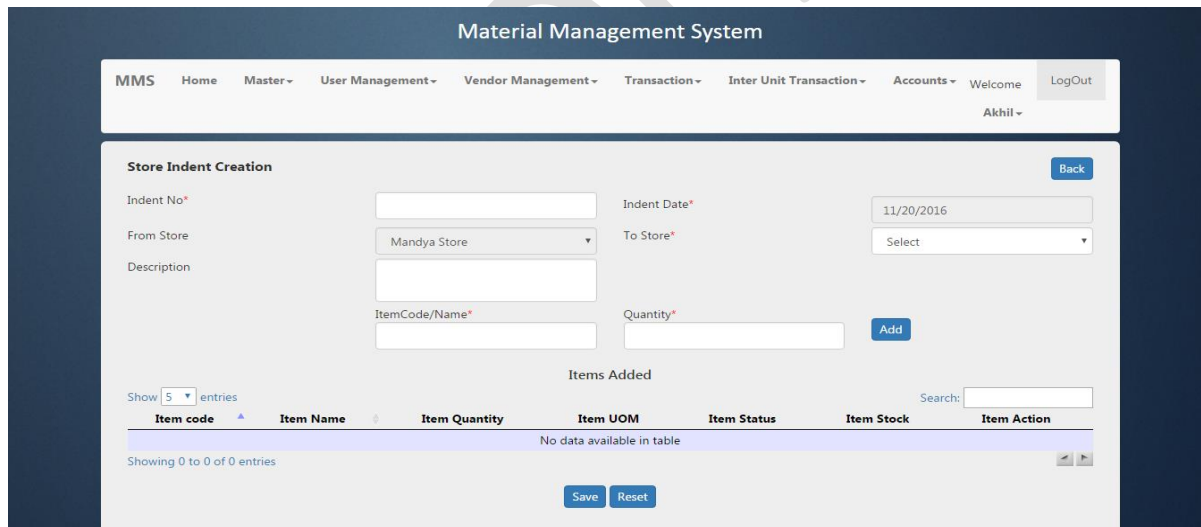 Material Management System
MMS Home Master User Management Vendor Management Transaction Inter Unit Transaction Accounts Welcome LogOut
Akhil
Store Indent Creation Back
Indent No* Indent Date* 11/20/2016
From Store Mandya Store To Store* Select
Description
ItemCode/Name* Quantity*
Add
Items Added
Show 5 entries Search:
Item code Item Name Item Quantity Item UOM Item Status Item Stock Item Action
No data available in table
Showing 0 to 0 of 0 entries
Save Reset